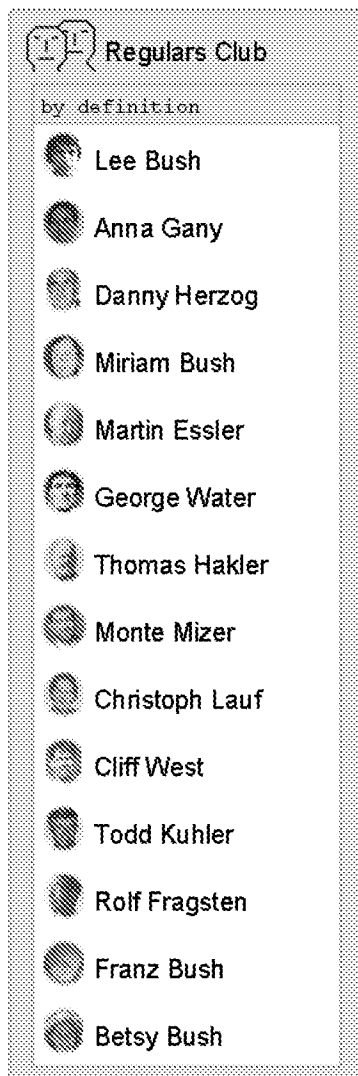 Regulars Club
by definition
Lee Bush
Anna Gany
Danny Herzog
Miriam Bush
Martin Essler
George Water
Thomas Hakler
Monte Mizer
Christoph Lauf
Cliff West
Todd Kuhler
Rolf Fragsten
Franz Bush
Betsy Bush